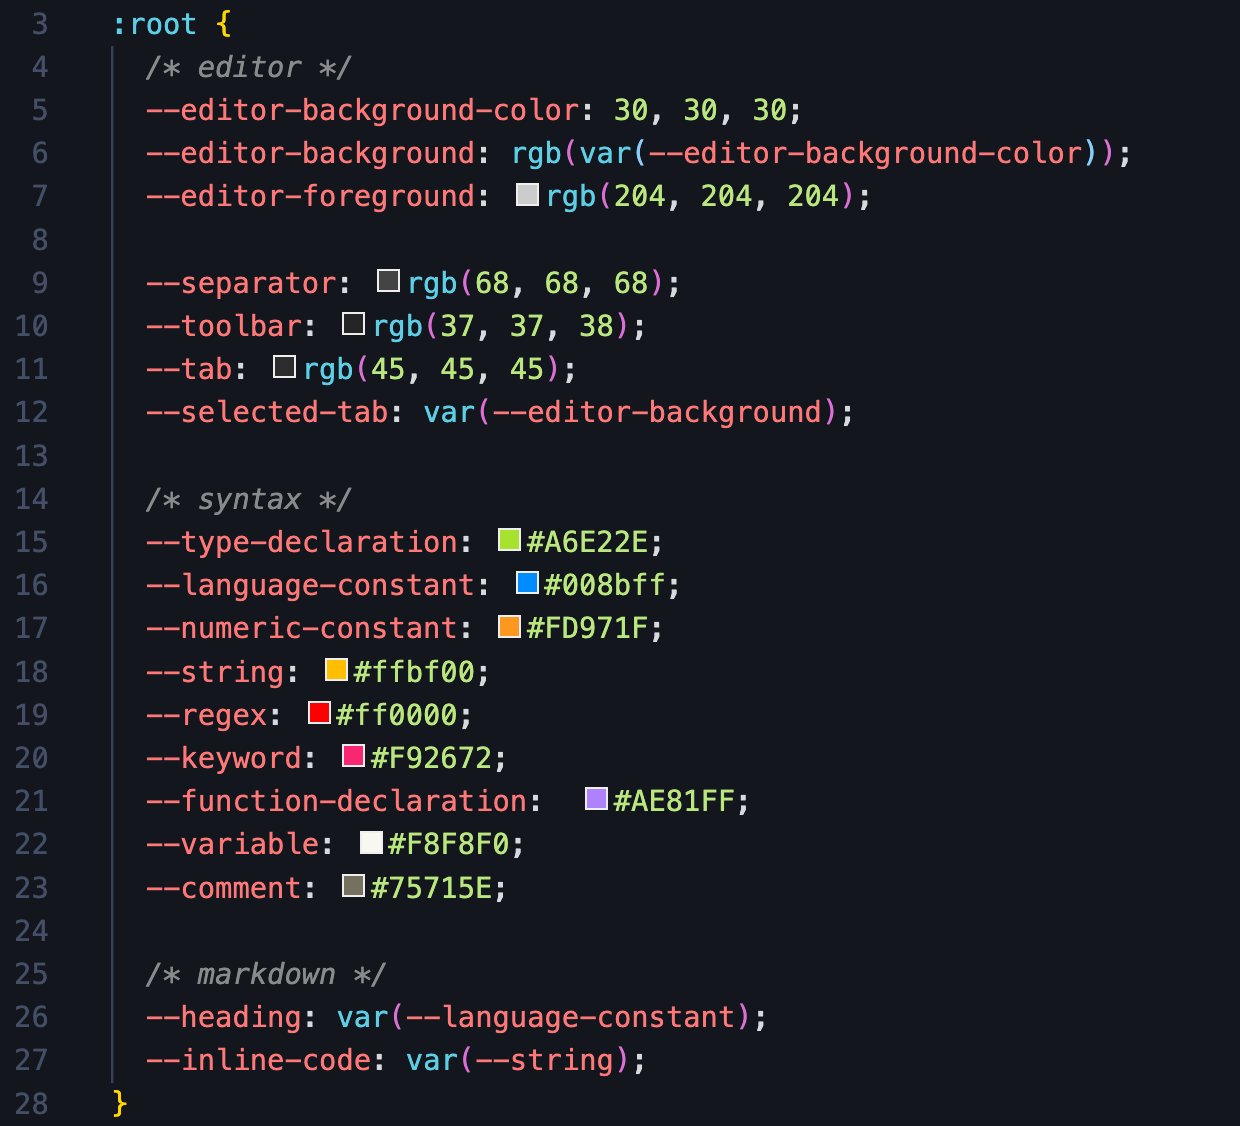 3 :root {
4 /* editor */
5 --editor-background-color: 30, 30, 30;
6 --editor-background: rgb(var(--editor-background-color));
7 --editor-foreground: rgb(204, 204, 204);
8
9 --separator: rgb(68, 68, 68);
10 --toolbar: rgb(37, 37, 38);
11 --tab: rgb(45, 45, 45);
12 --selected-tab: var(--editor-background);
13
14 /* syntax */
15 --type-declaration: #A6E22E;
16 --language-constant: #008bff;
17 --numeric-constant: #FD971F;
18 --string: #ffbf00;
19 --regex: #ff0000;
20 --keyword: #F92672;
21 --function-declaration:  #AE81FF;
22 --variable: #F8F8F0;
23 --comment: #75715E;
24
25 /* markdown */
26 --heading: var(--language-constant);
27 --inline-code: var(--string);
28 }